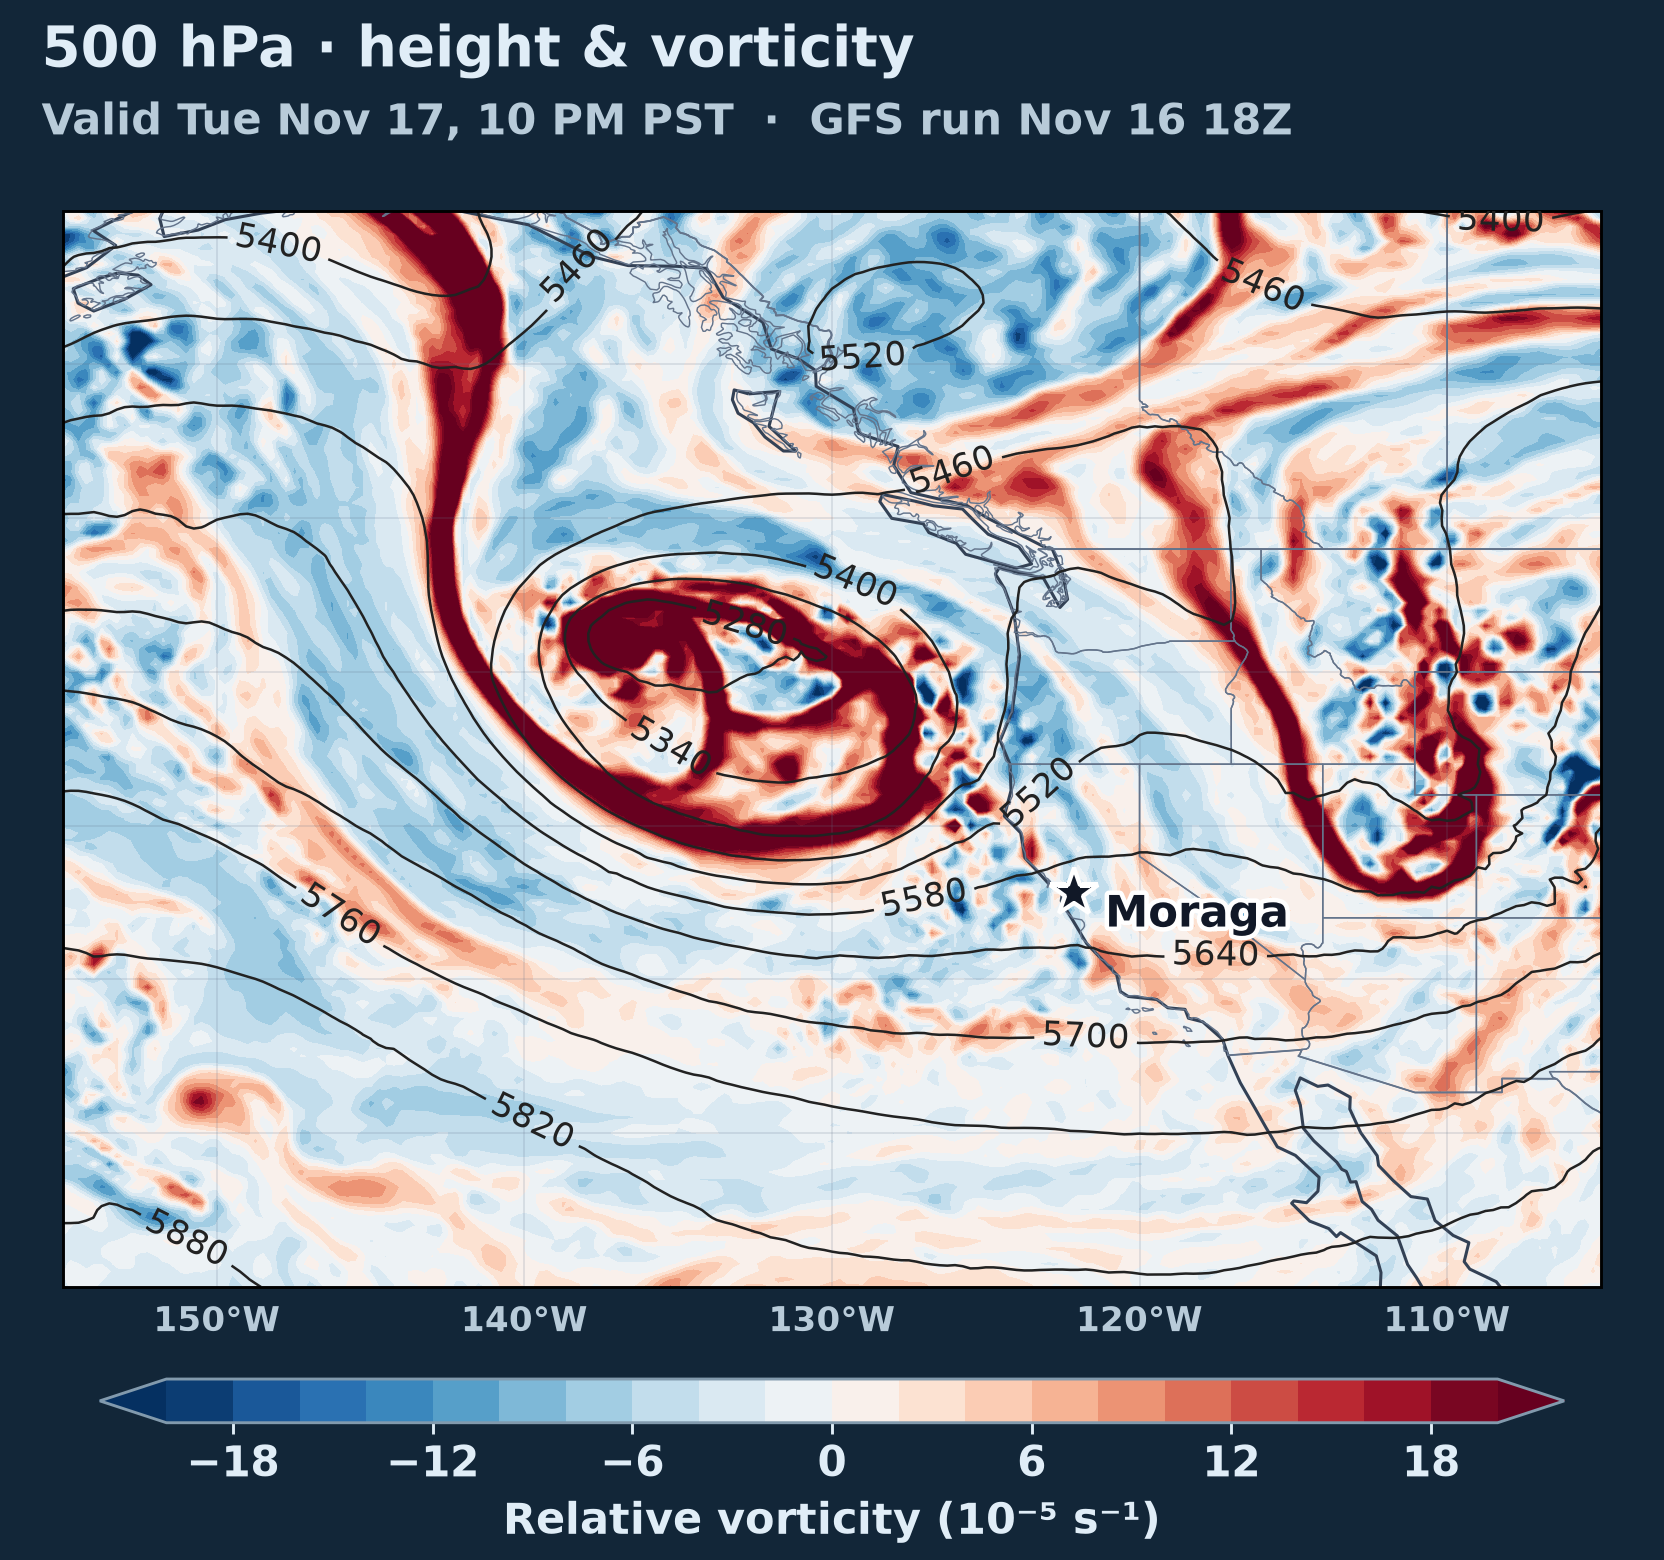 500 hPa · height & vorticity
Valid Tue Nov 17, 10 PM PST · GFS run Nov 16 18Z
5400
5460
5400
5460
5520
5460
5400
5280
5340
5520
5580
5760
Moraga
5640
5700
5820
5880
150°W
140°W
130°W
120°W
110°W
−18
−12
−6
0
6
12
18
Relative vorticity (10⁻⁵ s⁻¹)